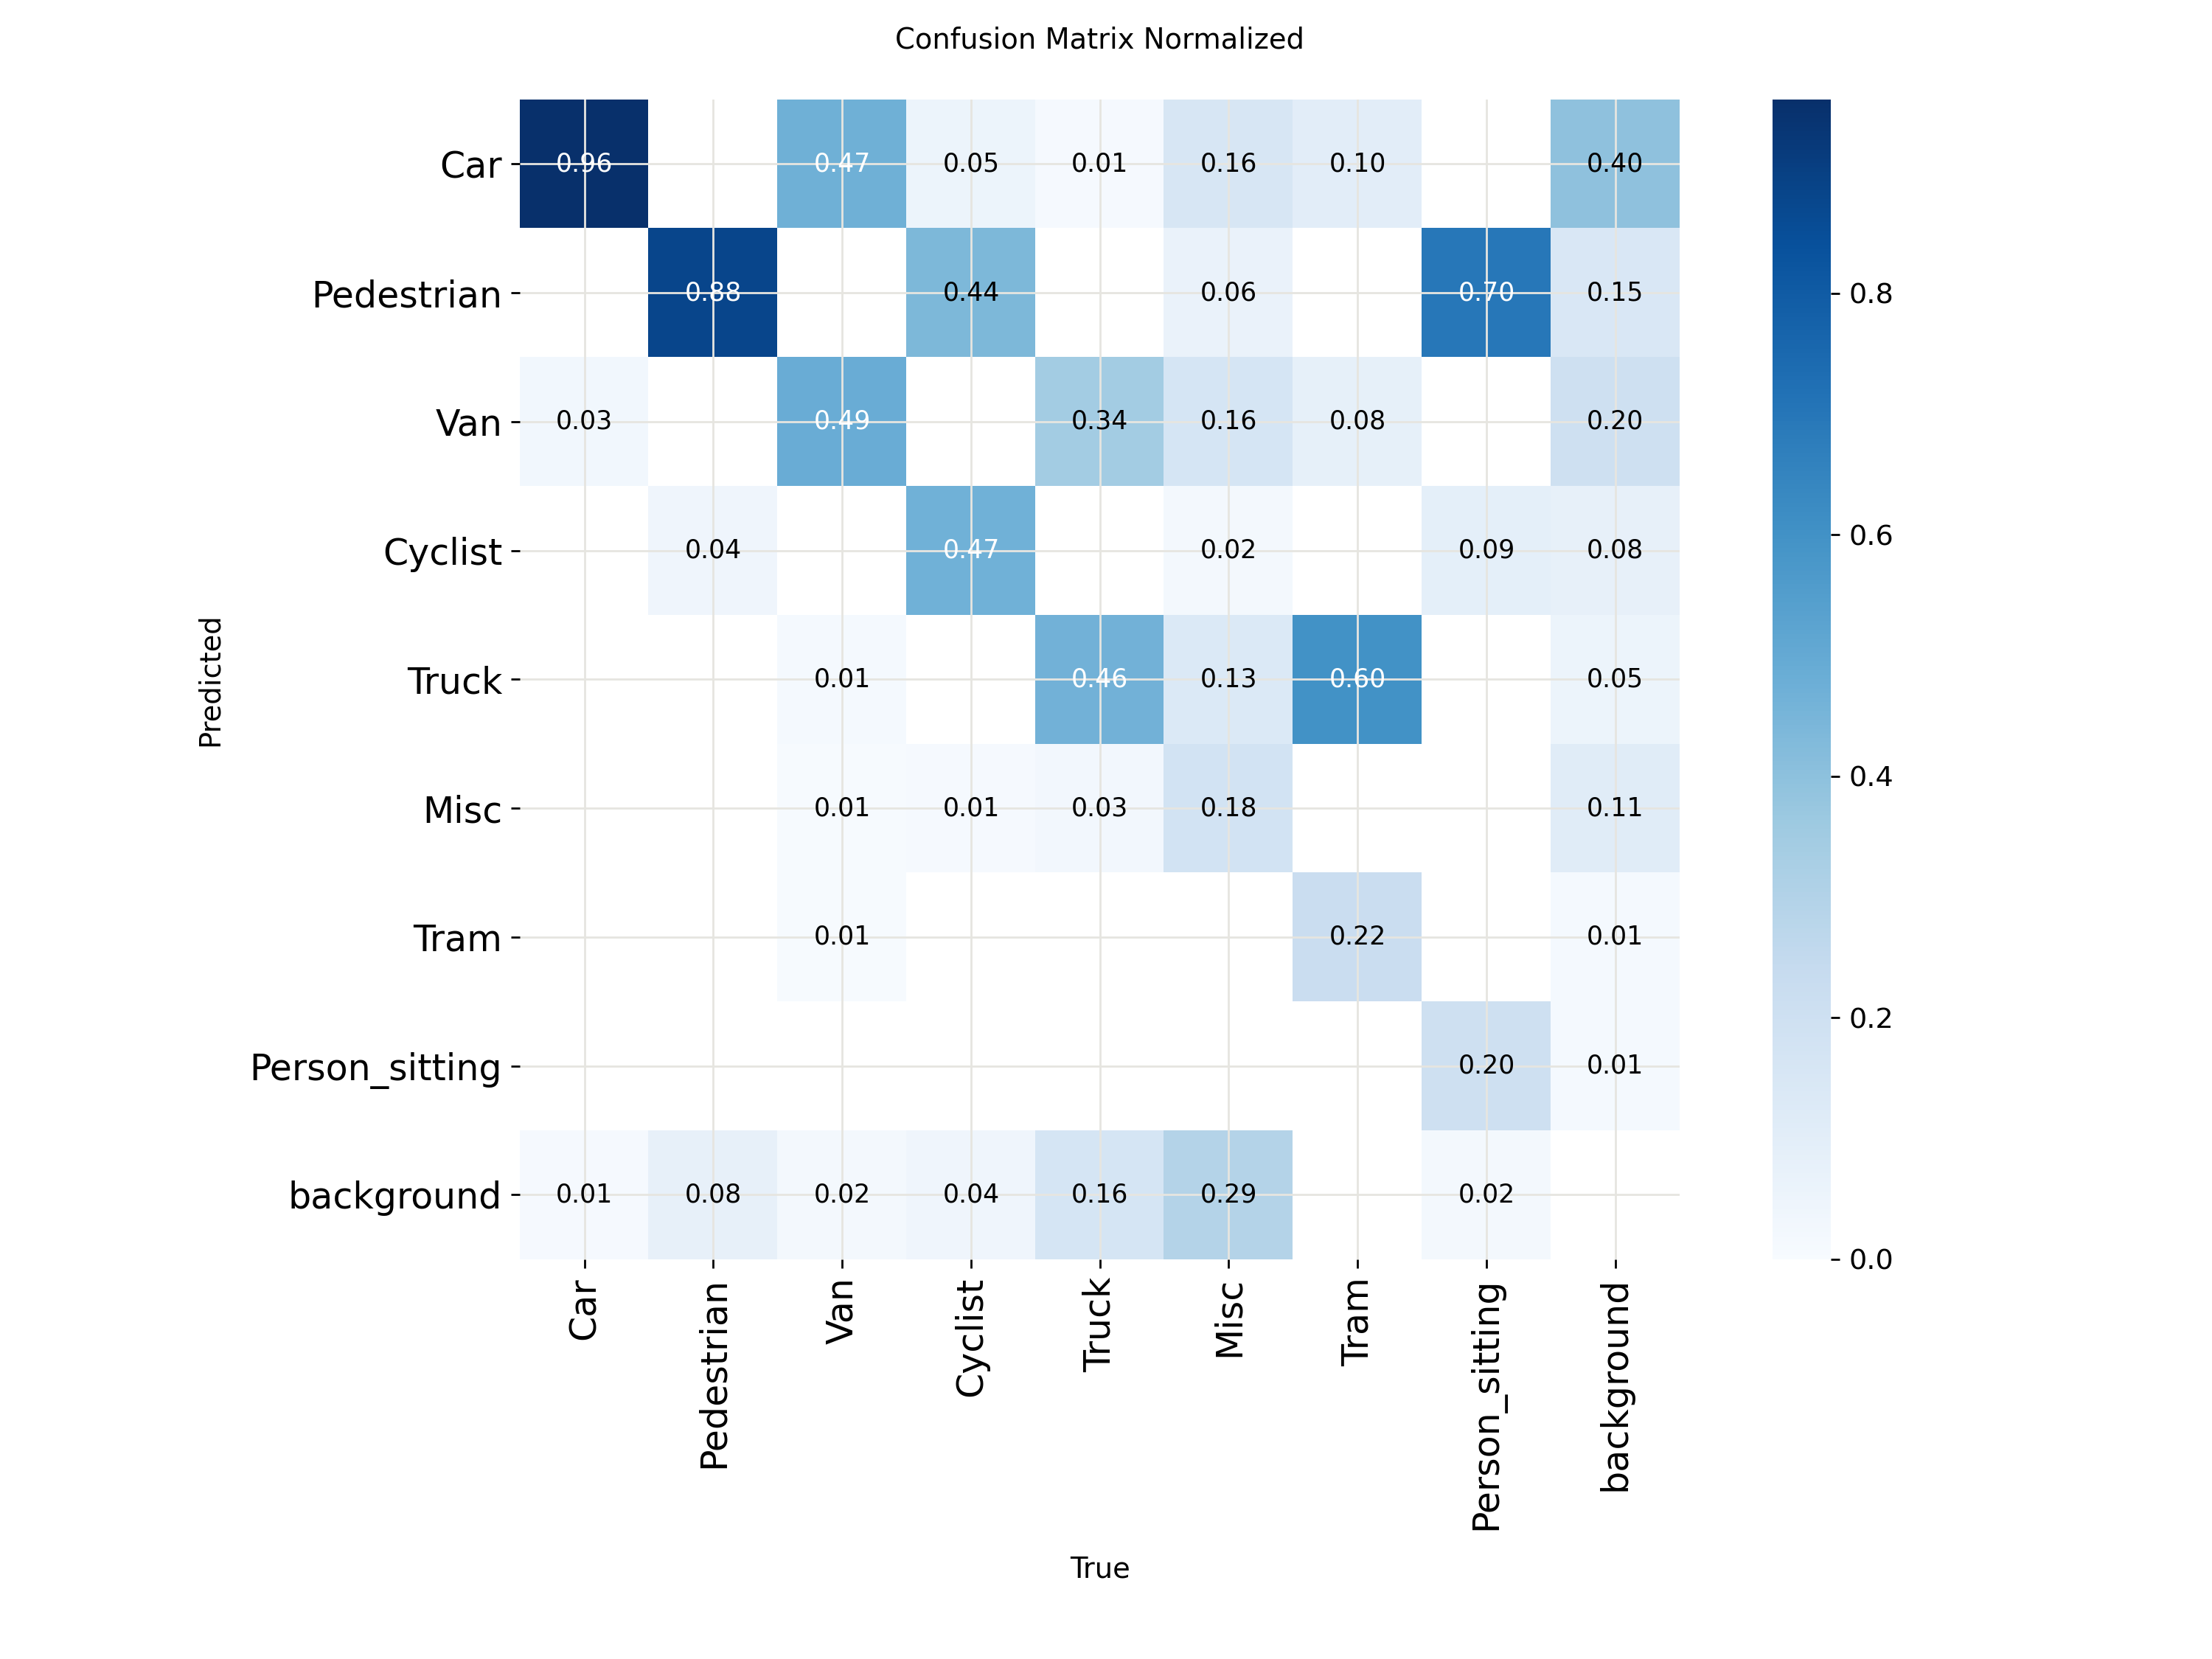 Confusion Matrix Normalized
Car 0.96 0.47 0.05 0.01 0.16 0.10 0.40
Pedestrian 0.88 0.44 0.06 0.70 0.15
Van 0.03 0.49 0.34 0.16 0.08 0.20
Cyclist 0.04 0.47 0.02 0.09 0.08
Truck 0.01 0.46 0.13 0.60 0.05
Misc 0.01 0.01 0.03 0.18 0.11
Tram 0.01 0.22 0.01
Person_sitting 0.20 0.01
background 0.01 0.08 0.02 0.04 0.16 0.29 0.02
Predicted
Car Pedestrian Van Cyclist Truck Misc Tram Person_sitting background
True
0.8
0.6
0.4
0.2
0.0